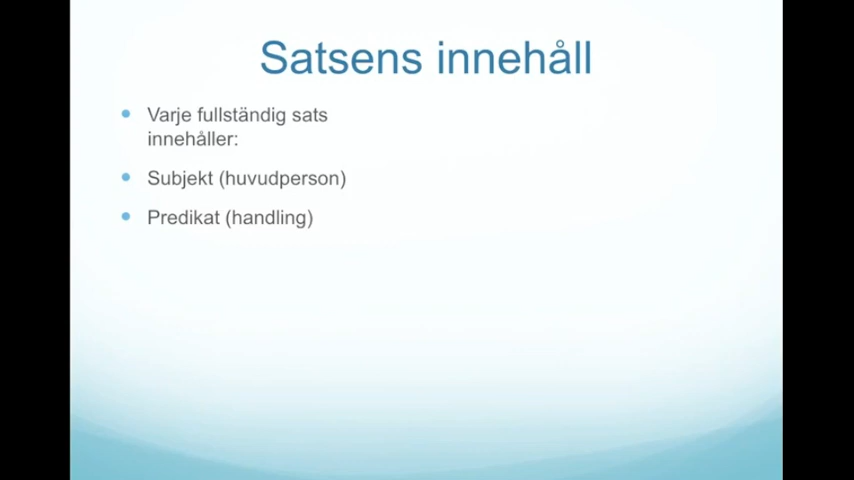 Satsens innehåll
Varje fullständig sats
innehåller:
Subjekt (huvudperson)
Predikat (handling)